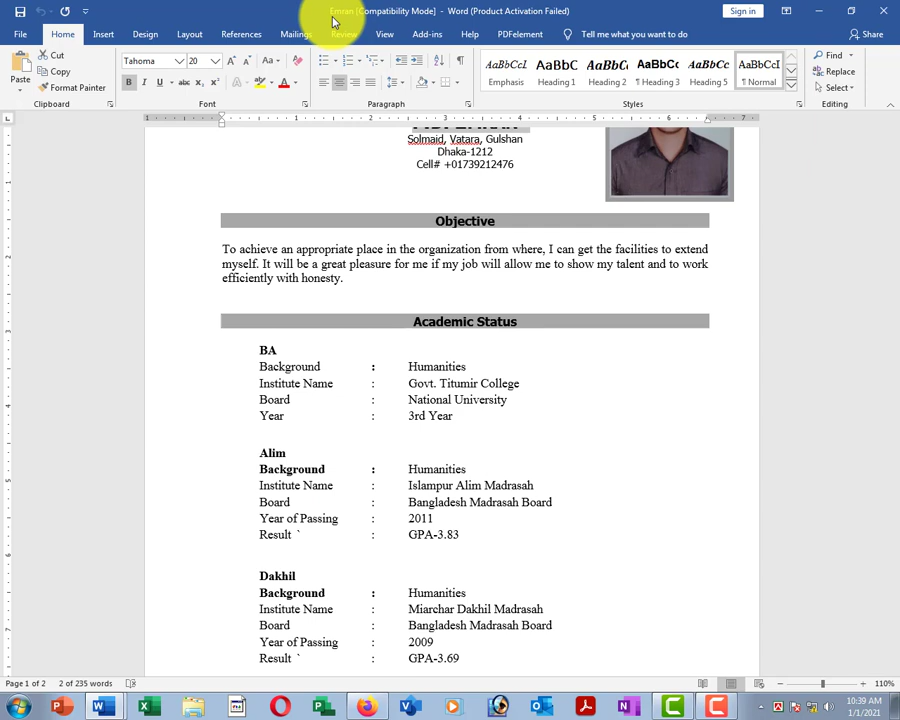 Emran [Compatibility Mode] - Word (Product Activation Failed)
Sign in
File Home Insert Design Layout References Mailings Review View Add-ins Help PDFelement Tell me what you want to do Share
Paste
Cut
Copy
Format Painter
Clipboard
Tahoma 20
Font
Paragraph
AaBbCcI AaBbC AaBbC AaBbC AaBbCc AaBbCcI
Emphasis Heading 1 Heading 2 Heading 3 Heading 5 ¶ Normal
Styles
Find
Replace
Select
Editing
Solmaid, Vatara, Gulshan
Dhaka-1212
Cell# +01739212476
Objective
To achieve an appropriate place in the organization from where, I can get the facilities to extend
myself. It will be a great pleasure for me if my job will allow me to show my talent and to work
efficiently with honesty.
Academic Status
BA
Background : Humanities
Institute Name : Govt. Titumir College
Board : National University
Year : 3rd Year
Alim
Background : Humanities
Institute Name : Islampur Alim Madrasah
Board : Bangladesh Madrasah Board
Year of Passing : 2011
Result ` : GPA-3.83
Dakhil
Background : Humanities
Institute Name : Miarchar Dakhil Madrasah
Board : Bangladesh Madrasah Board
Year of Passing : 2009
Result ` : GPA-3.69
Page 1 of 2 2 of 235 words 110%
10:39 AM
1/1/2021